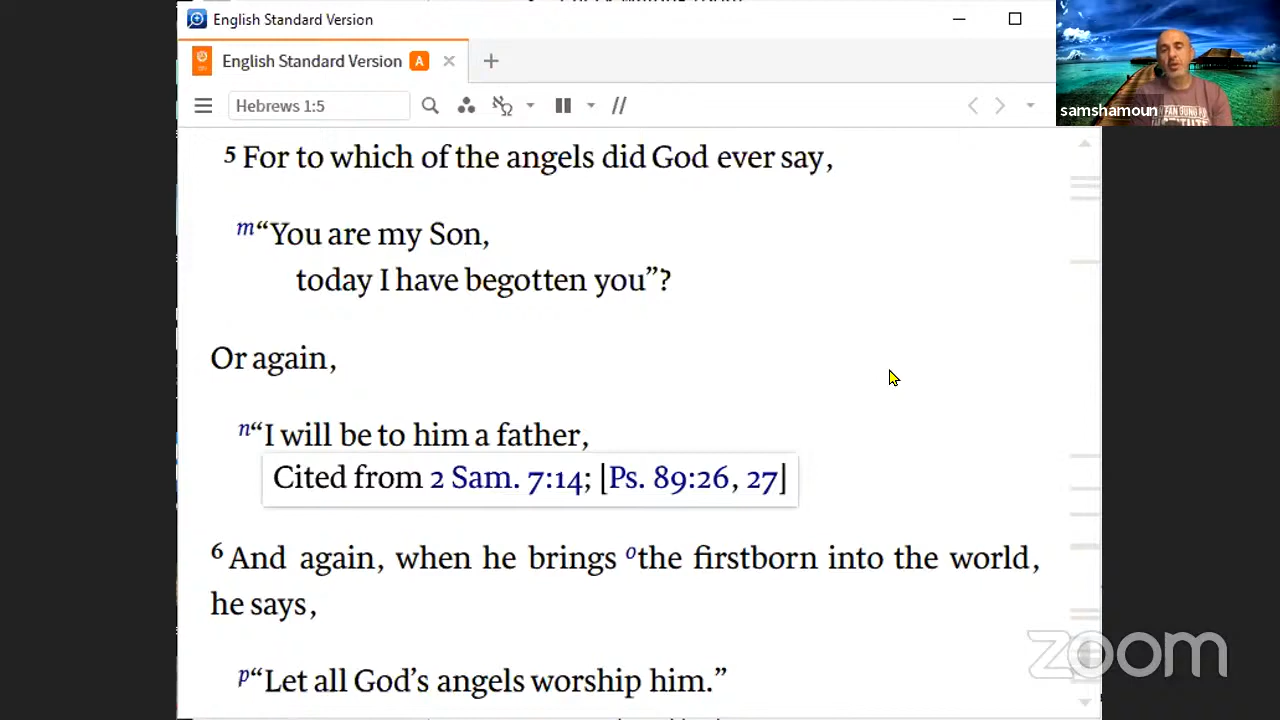 English Standard Version
English Standard Version A
Hebrews 1:5
samshamoun
5 For to which of the angels did God ever say,
m“You are my Son,
today I have begotten you”?
Or again,
n“I will be to him a father,
Cited from 2 Sam. 7:14; [Ps. 89:26, 27]
6 And again, when he brings othe firstborn into the world,
he says,
zoom
p“Let all God’s angels worship him.”